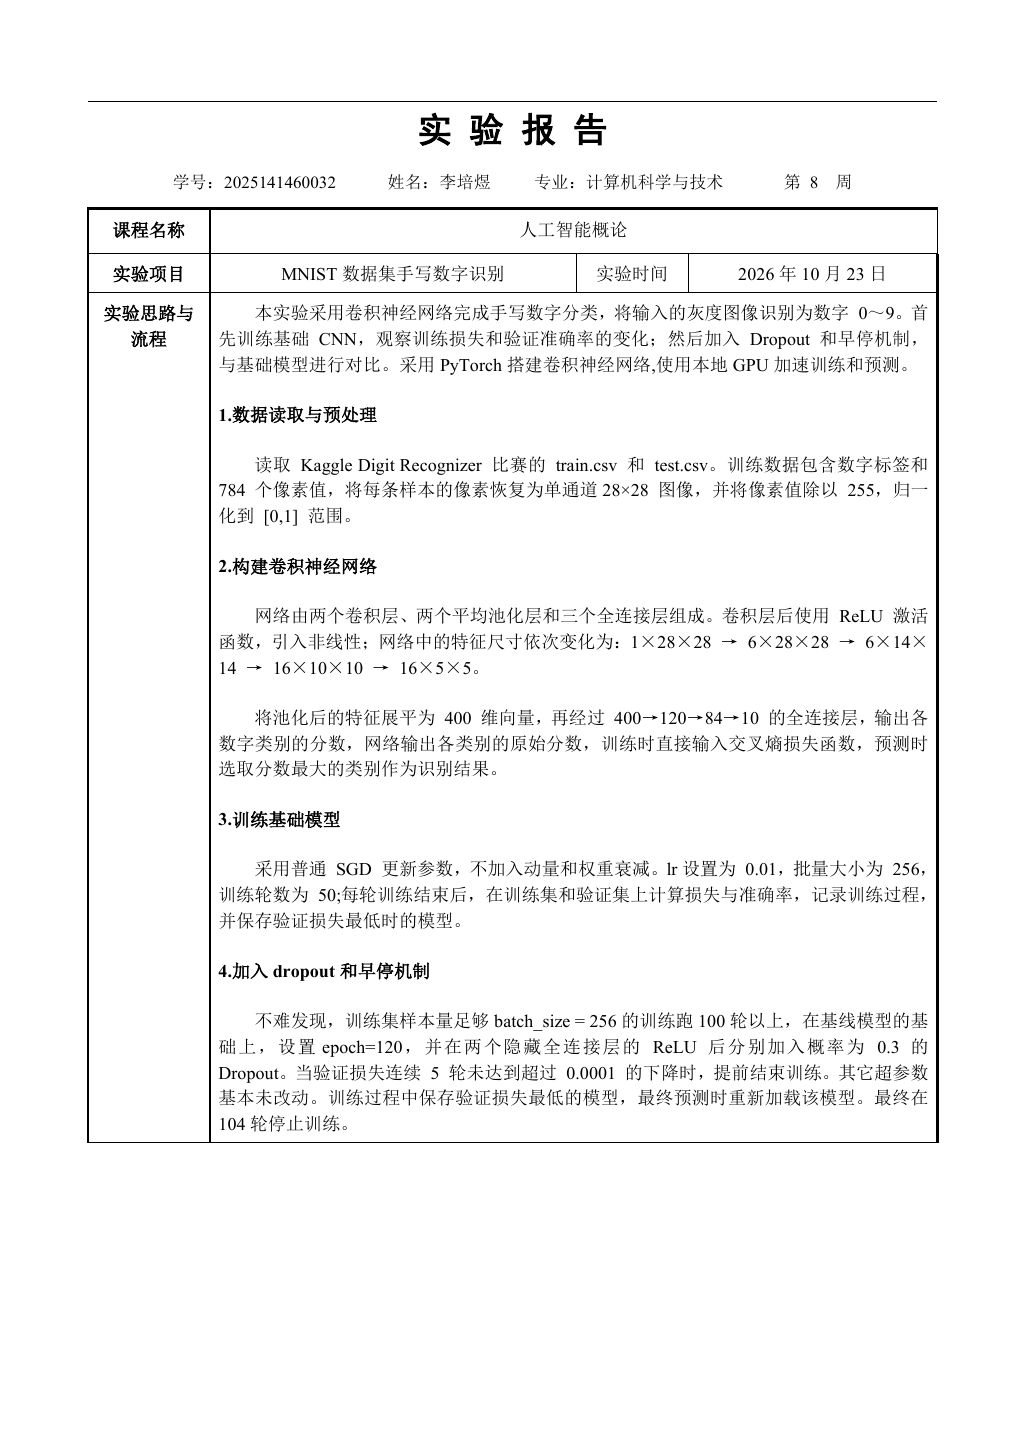 实 验 报 告
学号：2025141460032 姓名：李培煜 专业：计算机科学与技术 第 8 周
课程名称 人工智能概论
实验项目 MNIST 数据集手写数字识别 实验时间 2026 年 10 月 23 日
实验思路与
流程
本实验采用卷积神经网络完成手写数字分类，将输入的灰度图像识别为数字 0～9。首
先训练基础 CNN，观察训练损失和验证准确率的变化；然后加入 Dropout 和早停机制，
与基础模型进行对比。采用 PyTorch 搭建卷积神经网络,使用本地 GPU 加速训练和预测。
1.数据读取与预处理
读取 Kaggle Digit Recognizer 比赛的 train.csv 和 test.csv。训练数据包含数字标签和
784 个像素值，将每条样本的像素恢复为单通道 28×28 图像，并将像素值除以 255，归一
化到 [0,1] 范围。
2.构建卷积神经网络
网络由两个卷积层、两个平均池化层和三个全连接层组成。卷积层后使用 ReLU 激活
函数，引入非线性；网络中的特征尺寸依次变化为：1×28×28 → 6×28×28 → 6×14×
14 → 16×10×10 → 16×5×5。
将池化后的特征展平为 400 维向量，再经过 400→120→84→10 的全连接层，输出各
数字类别的分数，网络输出各类别的原始分数，训练时直接输入交叉熵损失函数，预测时
选取分数最大的类别作为识别结果。
3.训练基础模型
采用普通 SGD 更新参数，不加入动量和权重衰减。lr 设置为 0.01，批量大小为 256，
训练轮数为 50;每轮训练结束后，在训练集和验证集上计算损失与准确率，记录训练过程，
并保存验证损失最低时的模型。
4.加入 dropout 和早停机制
不难发现，训练集样本量足够 batch_size = 256 的训练跑 100 轮以上，在基线模型的基
础上，设置 epoch=120，并在两个隐藏全连接层的 ReLU 后分别加入概率为 0.3 的
Dropout。当验证损失连续 5 轮未达到超过 0.0001 的下降时，提前结束训练。其它超参数
基本未改动。训练过程中保存验证损失最低的模型，最终预测时重新加载该模型。最终在
104 轮停止训练。